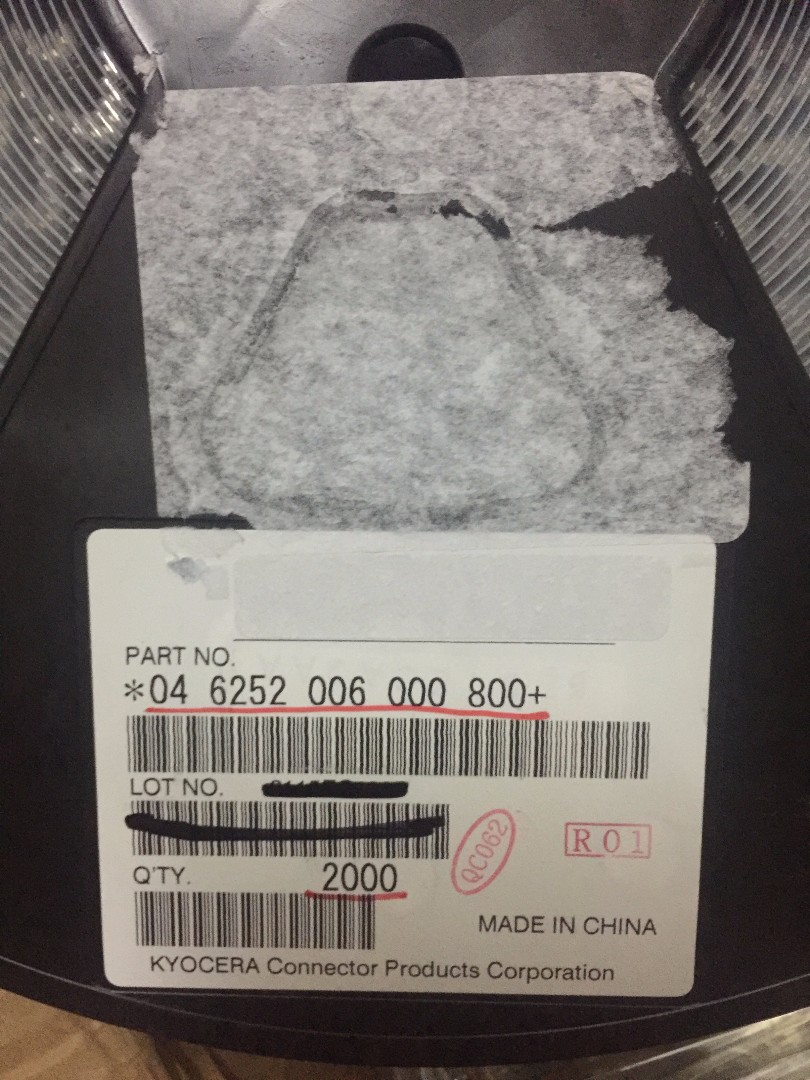 PART NO.
*04 6252 006 000 800+
LOT NO.
QC062
R01
Q'TY. 2000
MADE IN CHINA
KYOCERA Connector Products Corporation